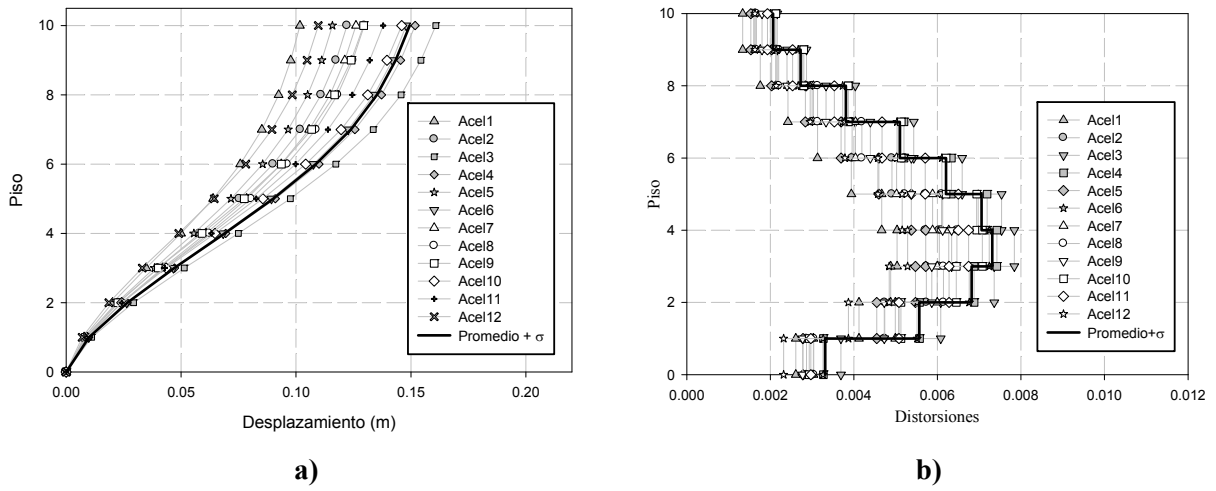 10
8
6
4
2
0
Piso
0.00
0.05
0.10
0.15
0.20
Desplazamiento (m)
Acel1
Acel2
Acel3
Acel4
Acel5
Acel6
Acel7
Acel8
Acel9
Acel10
Acel11
Acel12
Promedio + σ
a)
10
8
6
4
2
0
Piso
0.000
0.002
0.004
0.006
0.008
0.010
0.012
Distorsiones
Acel1
Acel2
Acel3
Acel4
Acel5
Acel6
Acel7
Acel8
Acel9
Acel10
Acel11
Acel12
Promedio+σ
b)